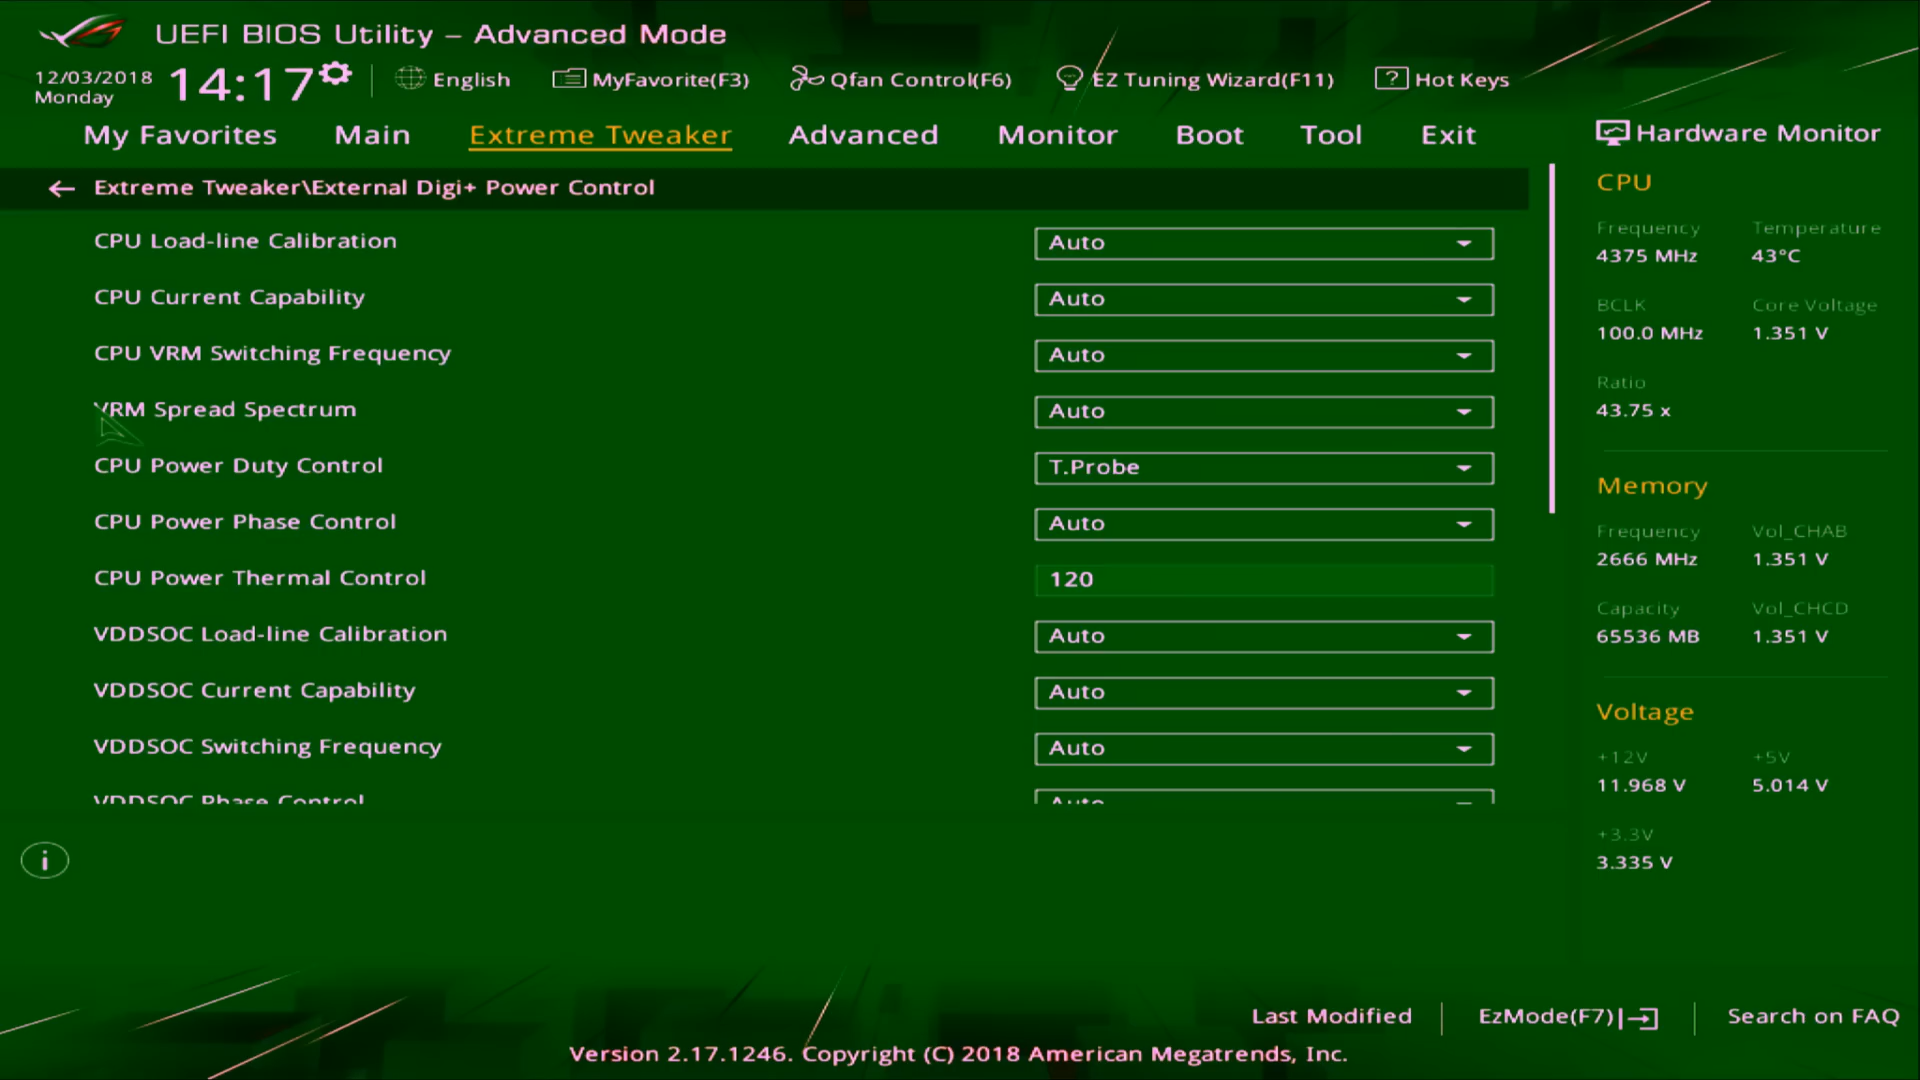 UEFI BIOS Utility – Advanced Mode
12/03/2018
Monday
14:17
English
MyFavorite(F3)
Qfan Control(F6)
EZ Tuning Wizard(F11)
? Hot Keys
My Favorites
Main
Extreme Tweaker
Advanced
Monitor
Boot
Tool
Exit
Extreme Tweaker\External Digi+ Power Control
CPU Load-line Calibration Auto
CPU Current Capability Auto
CPU VRM Switching Frequency Auto
VRM Spread Spectrum Auto
CPU Power Duty Control T.Probe
CPU Power Phase Control Auto
CPU Power Thermal Control 120
VDDSOC Load-line Calibration Auto
VDDSOC Current Capability Auto
VDDSOC Switching Frequency Auto
VDDSOC Phase Control Auto
Hardware Monitor
CPU
Frequency Temperature
4375 MHz 43°C
BCLK Core Voltage
100.0 MHz 1.351 V
Ratio
43.75 x
Memory
Frequency Vol_CHAB
2666 MHz 1.351 V
Capacity Vol_CHCD
65536 MB 1.351 V
Voltage
+12V +5V
11.968 V 5.014 V
+3.3V
3.335 V
i
Last Modified
EzMode(F7)
Search on FAQ
Version 2.17.1246. Copyright (C) 2018 American Megatrends, Inc.